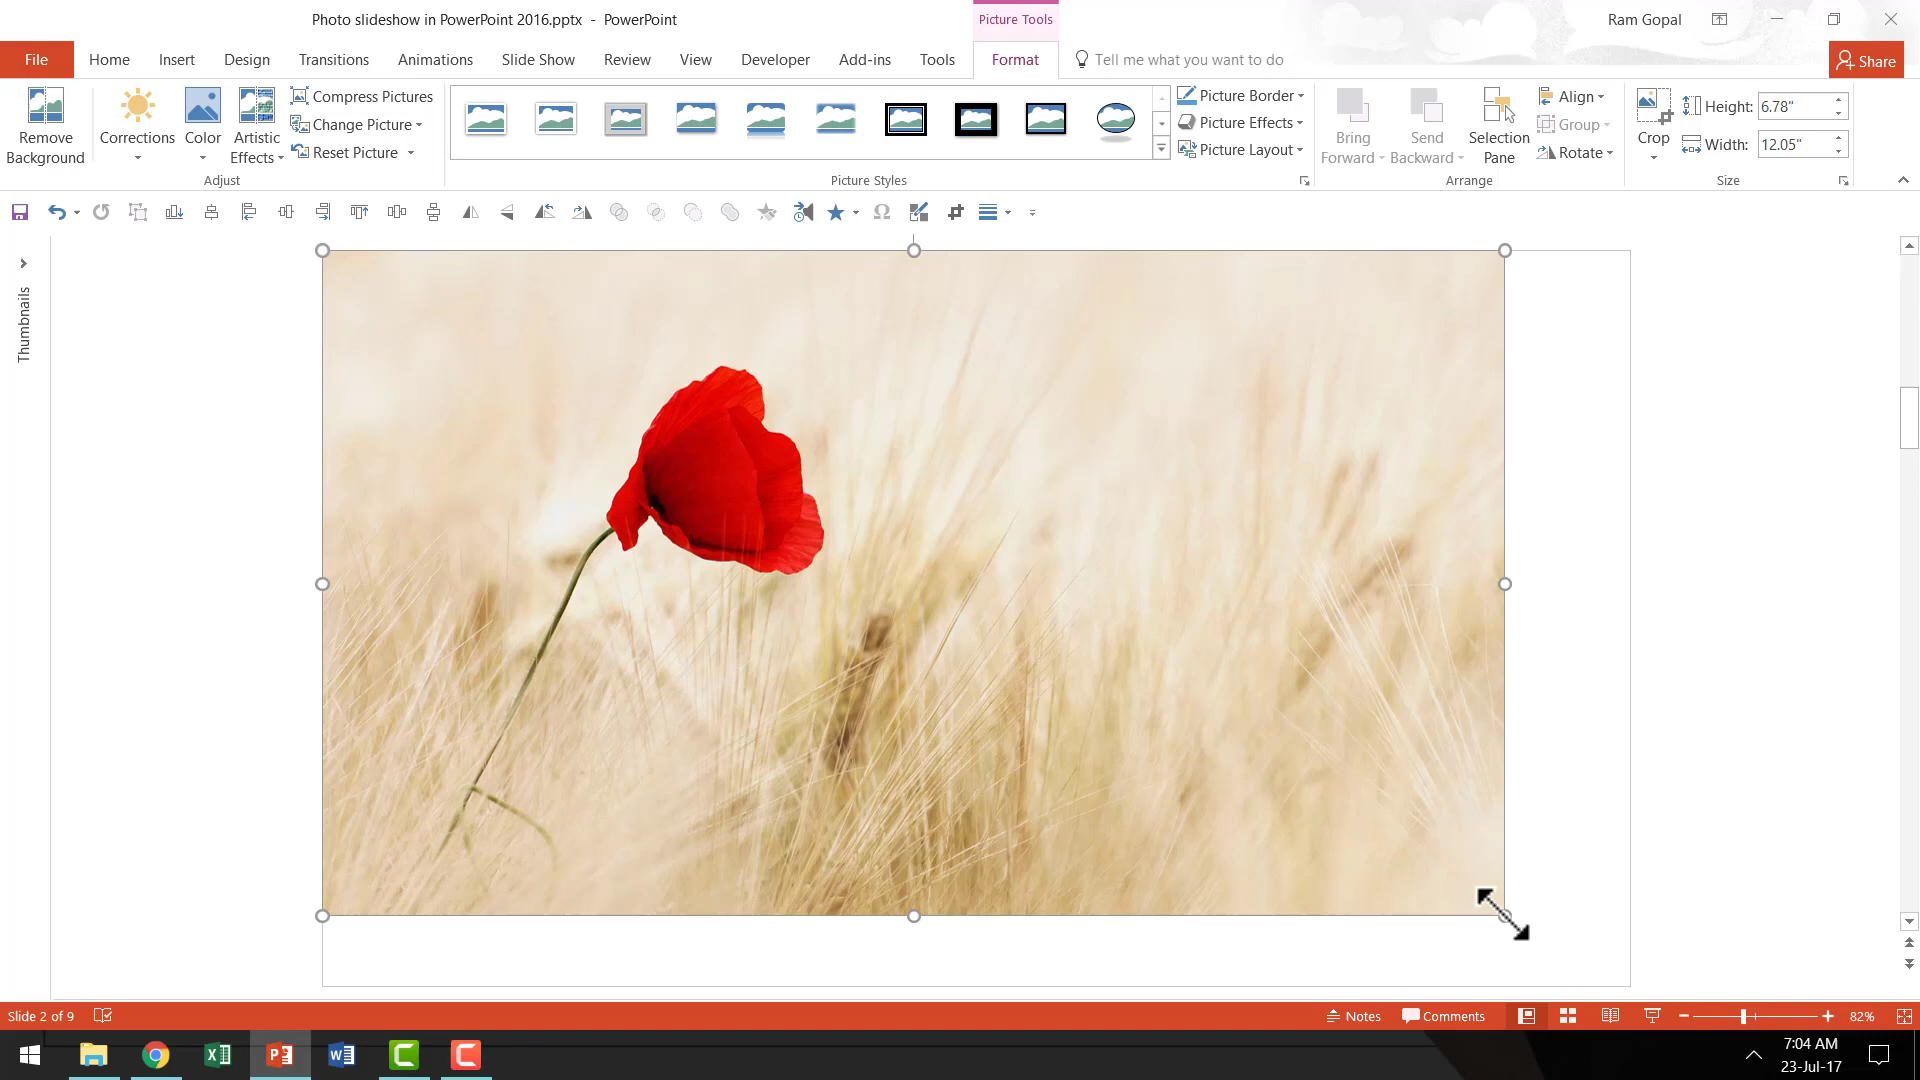 Photo slideshow in PowerPoint 2016.pptx - PowerPoint
Picture Tools
Ram Gopal
File
Home
Insert
Design
Transitions
Animations
Slide Show
Review
View
Developer
Add-ins
Tools
Format
Tell me what you want to do
Share
Remove
Background
Corrections
Color
Artistic
Effects
Compress Pictures
Change Picture
Reset Picture
Adjust
Picture Styles
Picture Border
Picture Effects
Picture Layout
Bring
Forward
Send
Backward
Selection
Pane
Align
Group
Rotate
Arrange
Crop
Height: 6.78"
Width: 12.05"
Size
Thumbnails
Slide 2 of 9
Notes
Comments
82%
7:04 AM
23-Jul-17